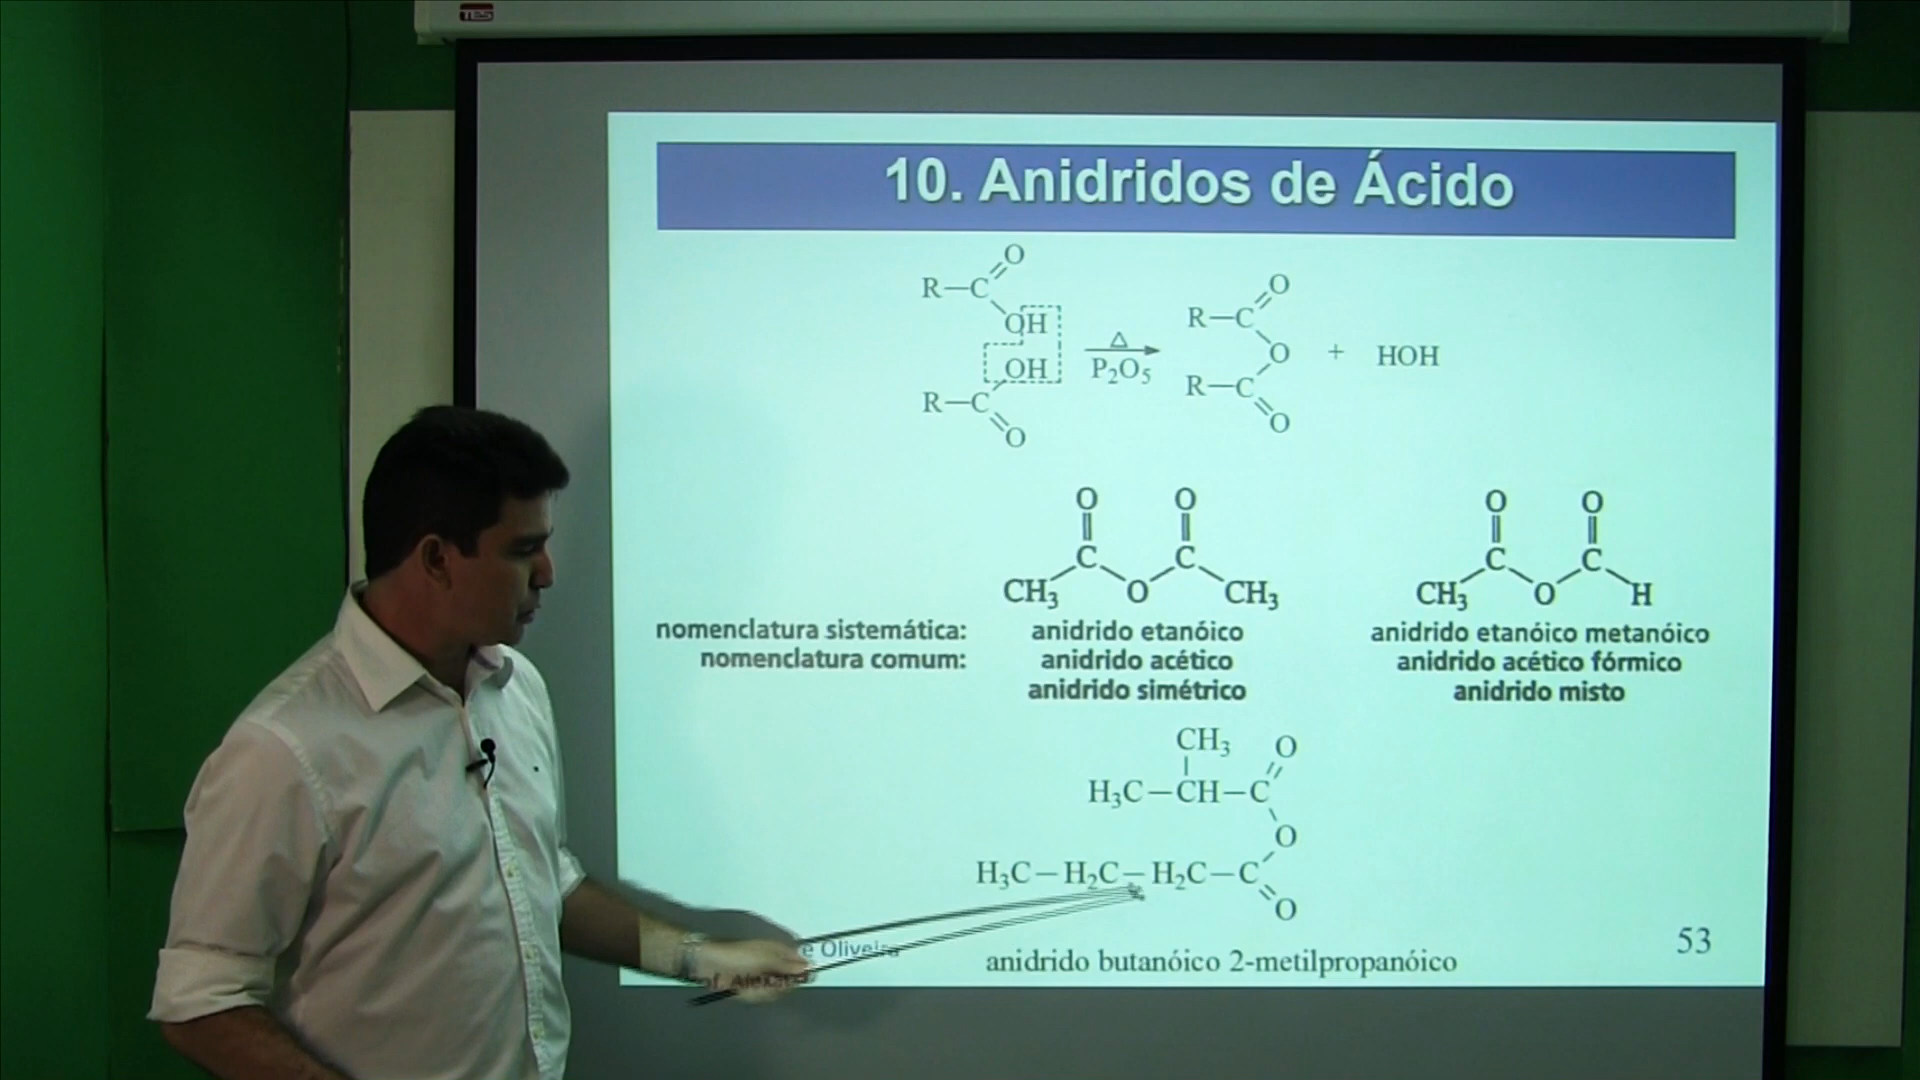 10. Anidridos de Ácido
O
R—C
OH
OH
R—C
O
△
P₂O₅
O
R—C
O
R—C
O
+ HOH
O O
C C
CH₃ O CH₃
O O
C C
CH₃ O H
nomenclatura sistemática: anidrido etanóico anidrido etanóico metanóico
nomenclatura comum: anidrido acético anidrido acético fórmico
anidrido simétrico anidrido misto
CH₃ O
H₃C—CH—C
O
H₃C—H₂C—H₂C—C
O
anidrido butanóico 2-metilpropanóico
53